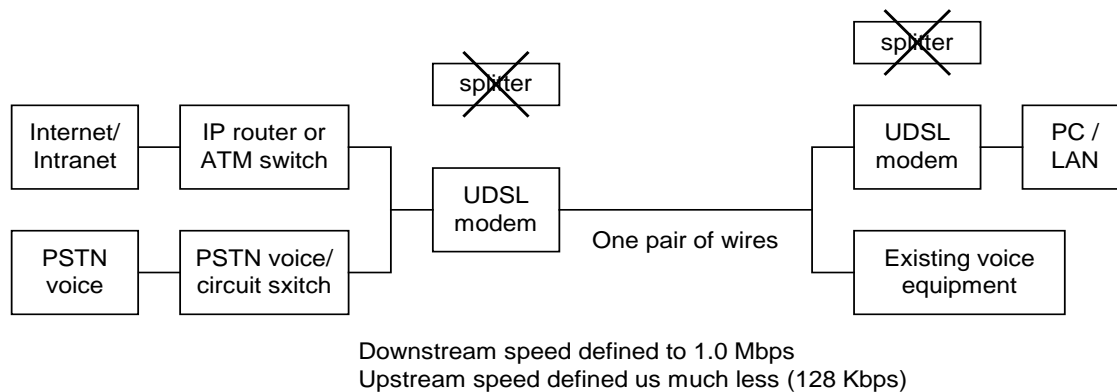 splitter
splitter
Internet/
Intranet
IP router or
ATM switch
UDSL
modem
PC /
LAN
UDSL
modem
One pair of wires
PSTN
voice
PSTN voice/
circuit sxitch
Existing voice
equipment
Downstream speed defined to 1.0 Mbps
Upstream speed defined us much less (128 Kbps)